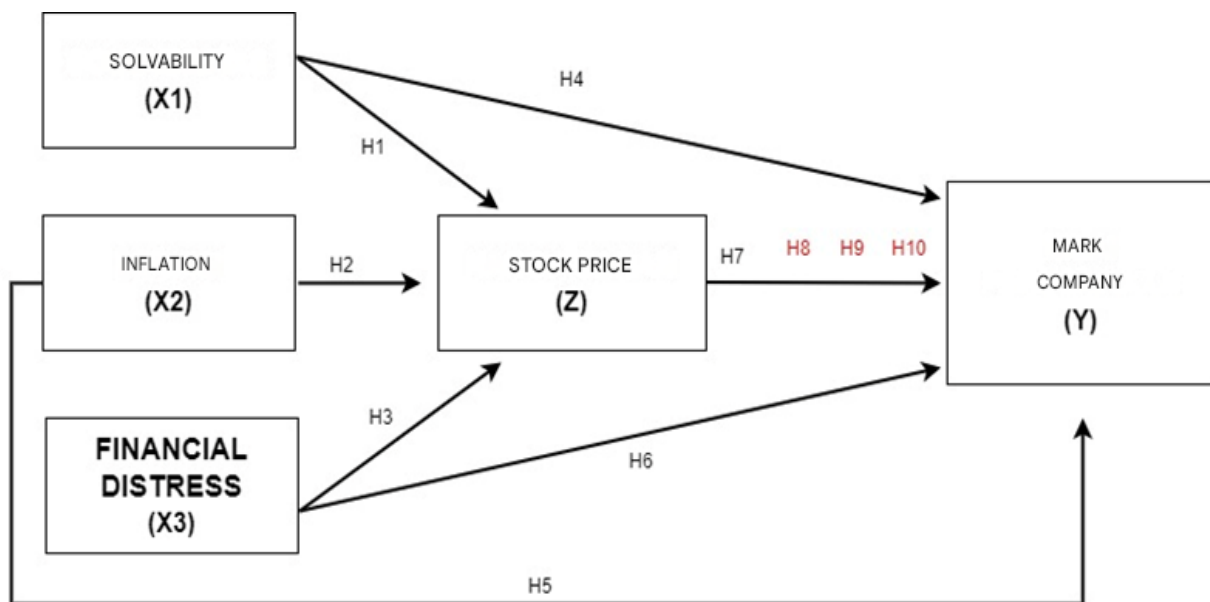 SOLVABILITY
(X1)
H4
H1
INFLATION
(X2)
H2
STOCK PRICE
(Z)
H7 H8 H9 H10
MARK
COMPANY
(Y)
FINANCIAL
DISTRESS
(X3)
H3
H6
H5